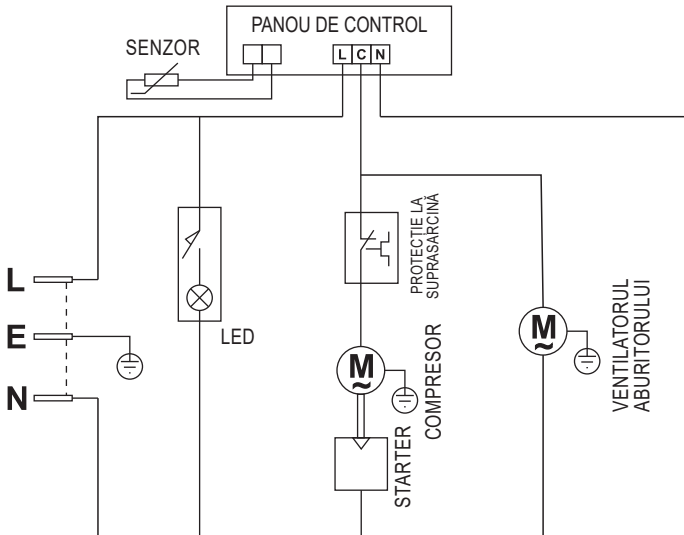 PANOU DE CONTROL
SENZOR
L C N
PROTECTIE LA
SUPRASARCINĂ
L
LED
E
M
~
COMPRESOR
M
~
VENTILATORUL
ABURITORULUI
N
STARTER